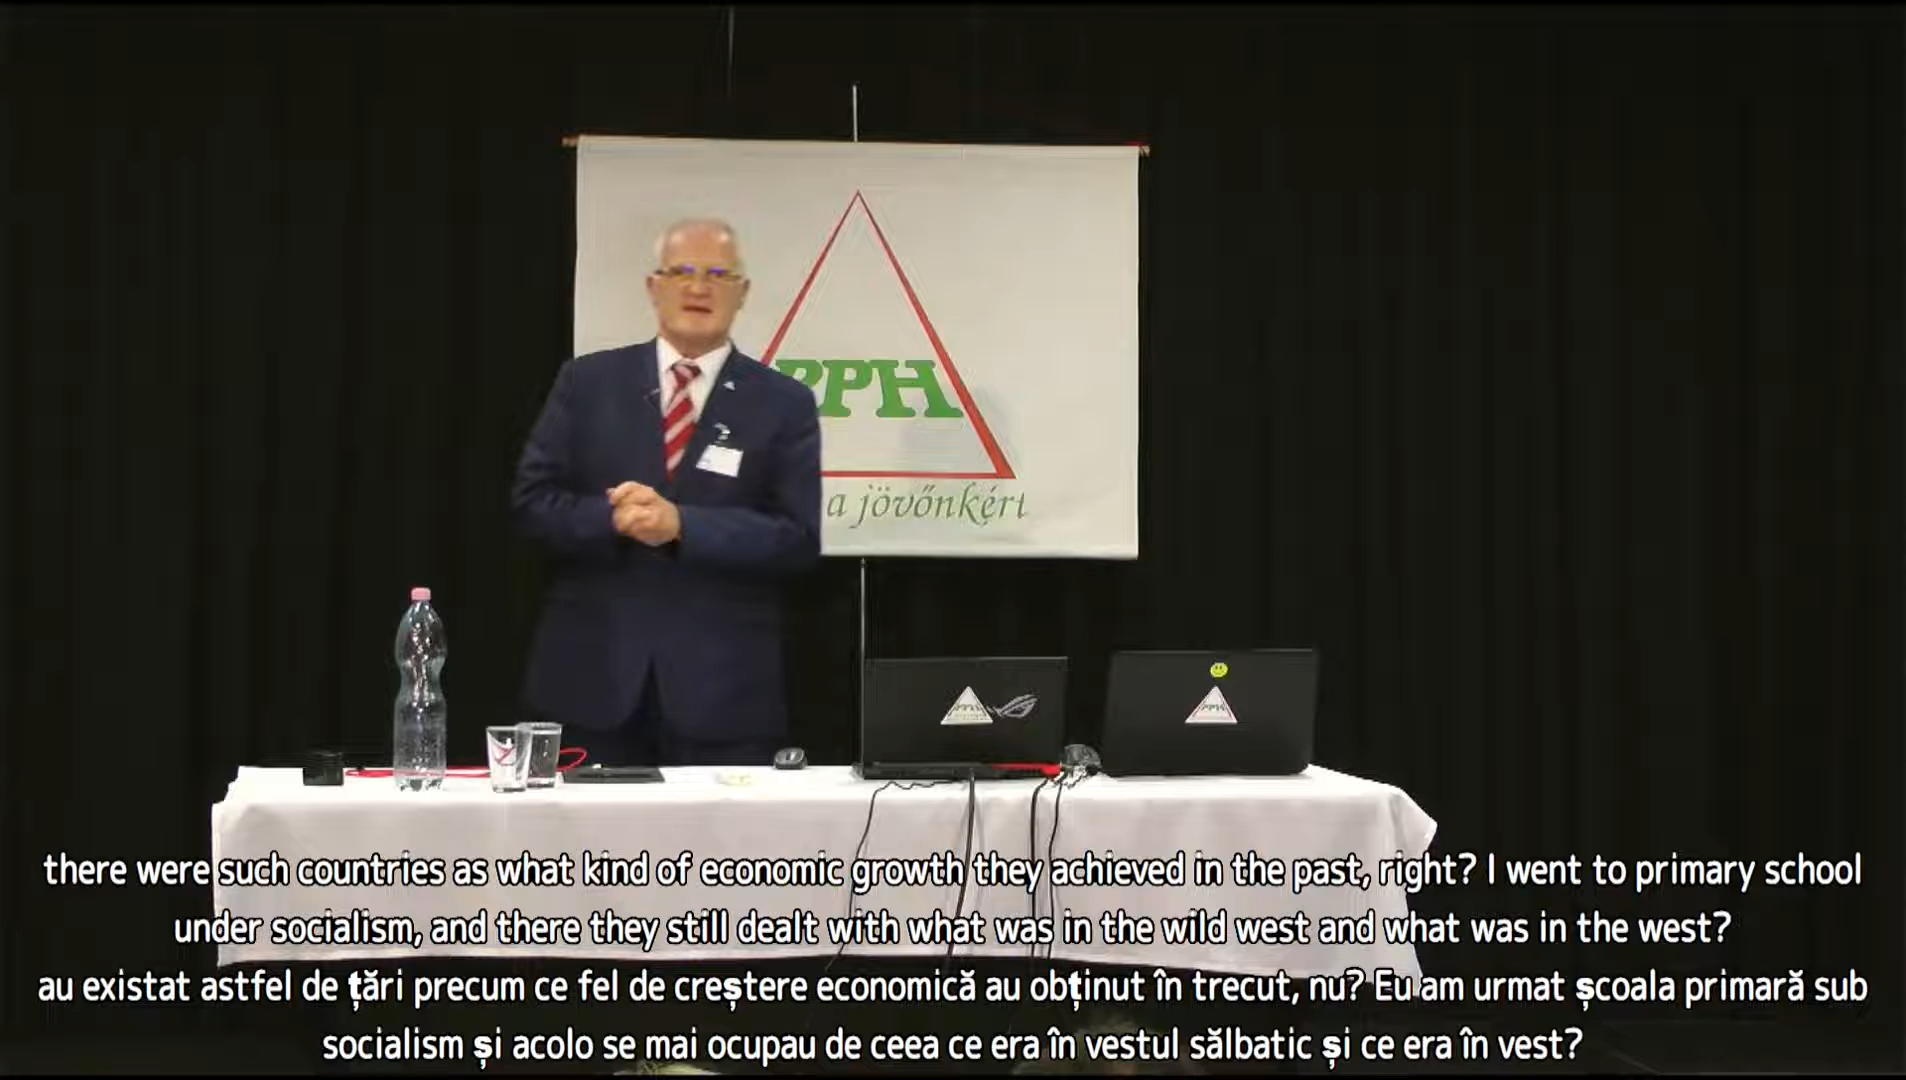 PPH
a jövőnkért
PPH
PPH
there were such countries as what kind of economic growth they achieved in the past, right? I went to primary school
under socialism, and there they still dealt with what was in the wild west and what was in the west?
au existat astfel de țări precum ce fel de creștere economică au obținut în trecut, nu? Eu am urmat școala primară sub
socialism și acolo se mai ocupau de ceea ce era în vestul sălbatic și ce era în vest?